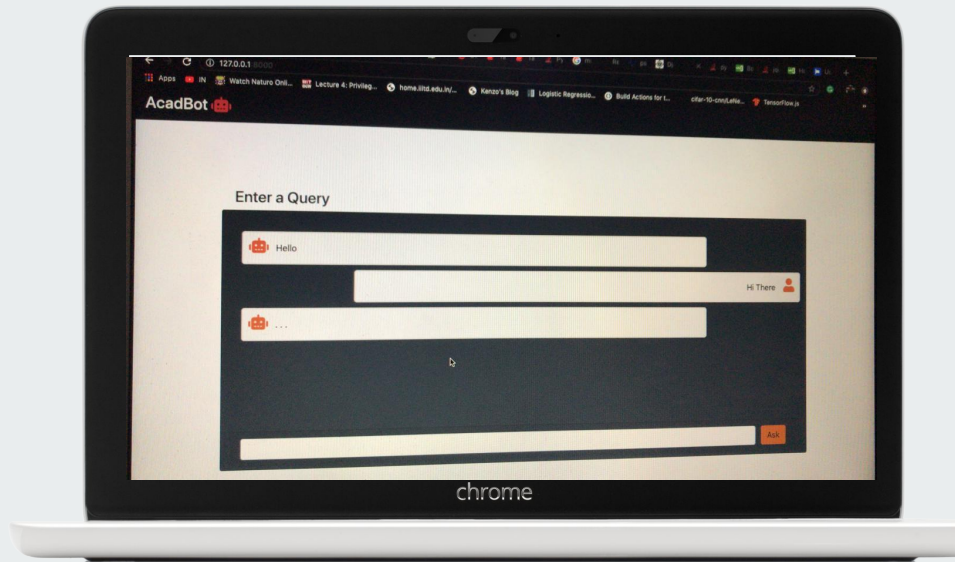 127.0.0.1:8000
Apps IN Watch Naruto Onli... Lecture 4: Privileg... home.iitd.edu.in/... Kenzo's Blog Logistic Regressio... Build Actions for t... cifar-10-cnn/LeNe... TensorFlow.js
AcadBot
Enter a Query
Hello
Hi There
...
Ask
chrome